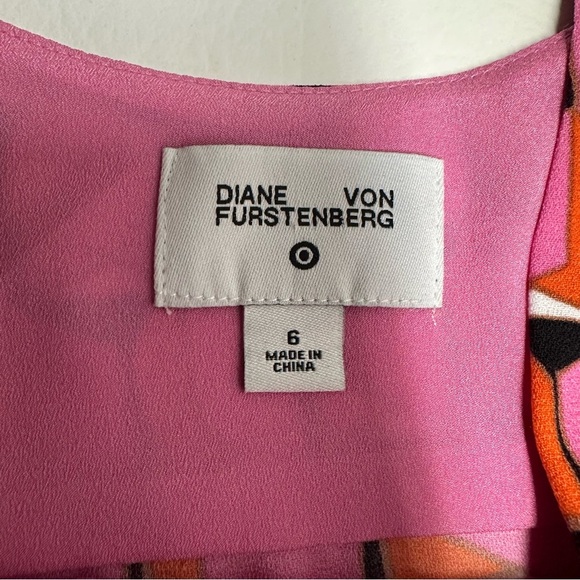 DIANE VON
FURSTENBERG
6
MADE IN
CHINA